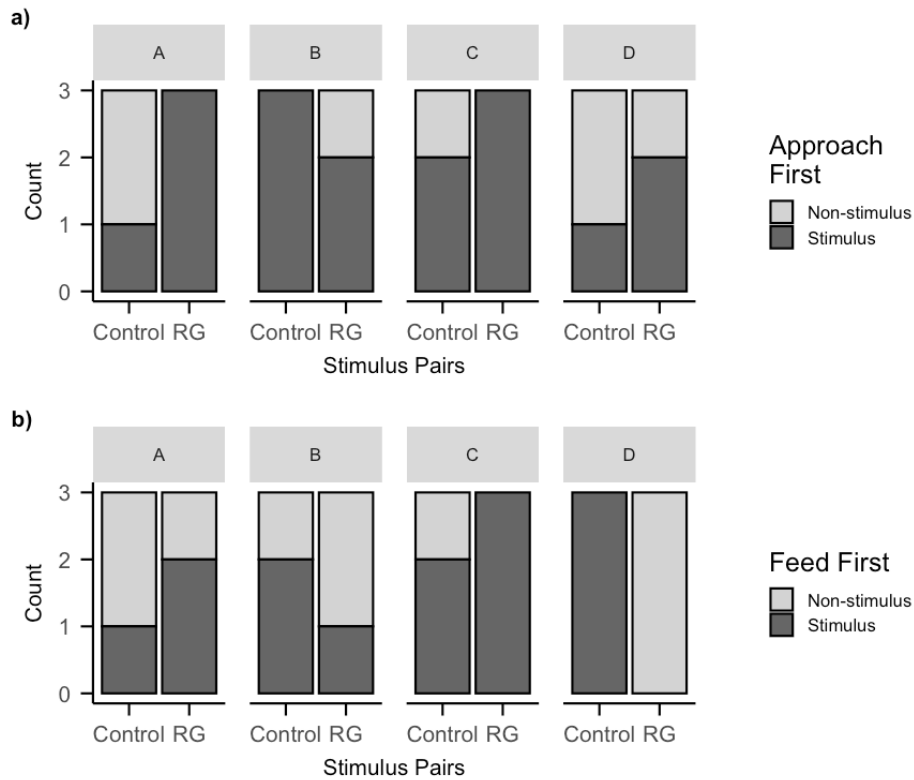 a)
A B C D
3
2
1
0
Count
Control RG Control RG Control RG Control RG
Stimulus Pairs
Approach
First
Non-stimulus
Stimulus
b)
A B C D
3
2
1
0
Count
Control RG Control RG Control RG Control RG
Stimulus Pairs
Feed First
Non-stimulus
Stimulus